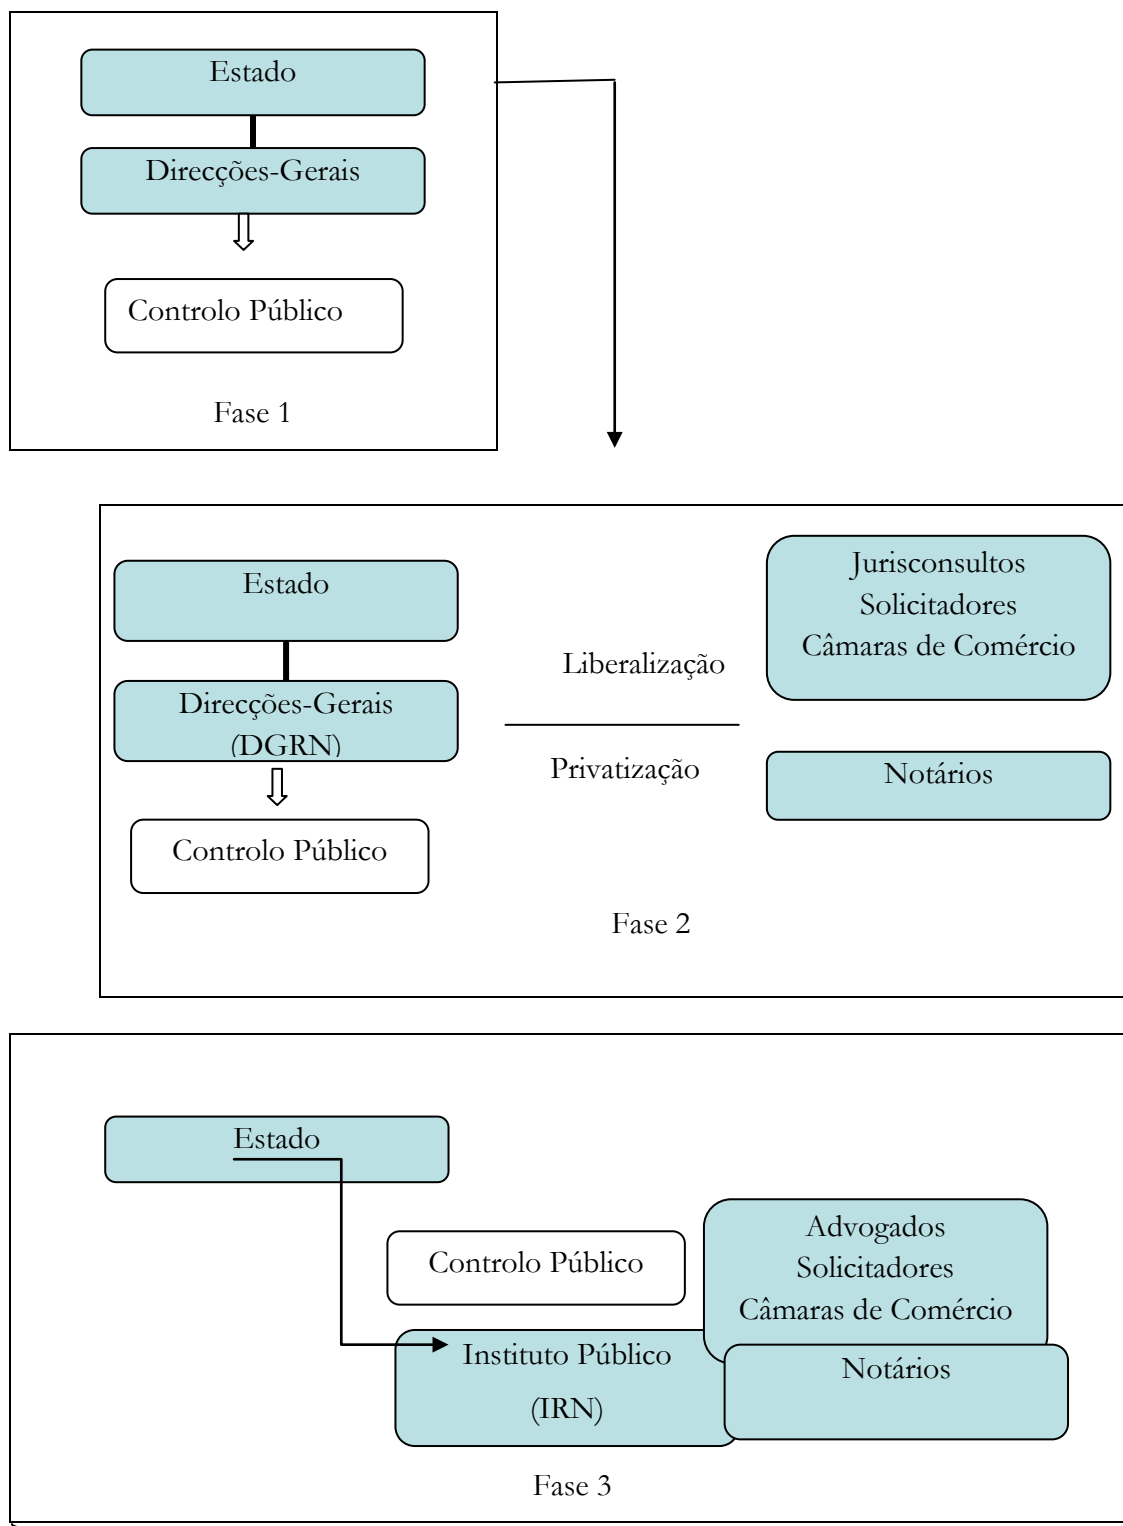 Estado
Direcções-Gerais
Controlo Público
Fase 1
Estado
Direcções-Gerais
(DGRN)
Controlo Público
Liberalização
Privatização
Jurisconsultos
Solicitadores
Câmaras de Comércio
Notários
Fase 2
Estado
Controlo Público
Instituto Público
(IRN)
Advogados
Solicitadores
Câmaras de Comércio
Notários
Fase 3